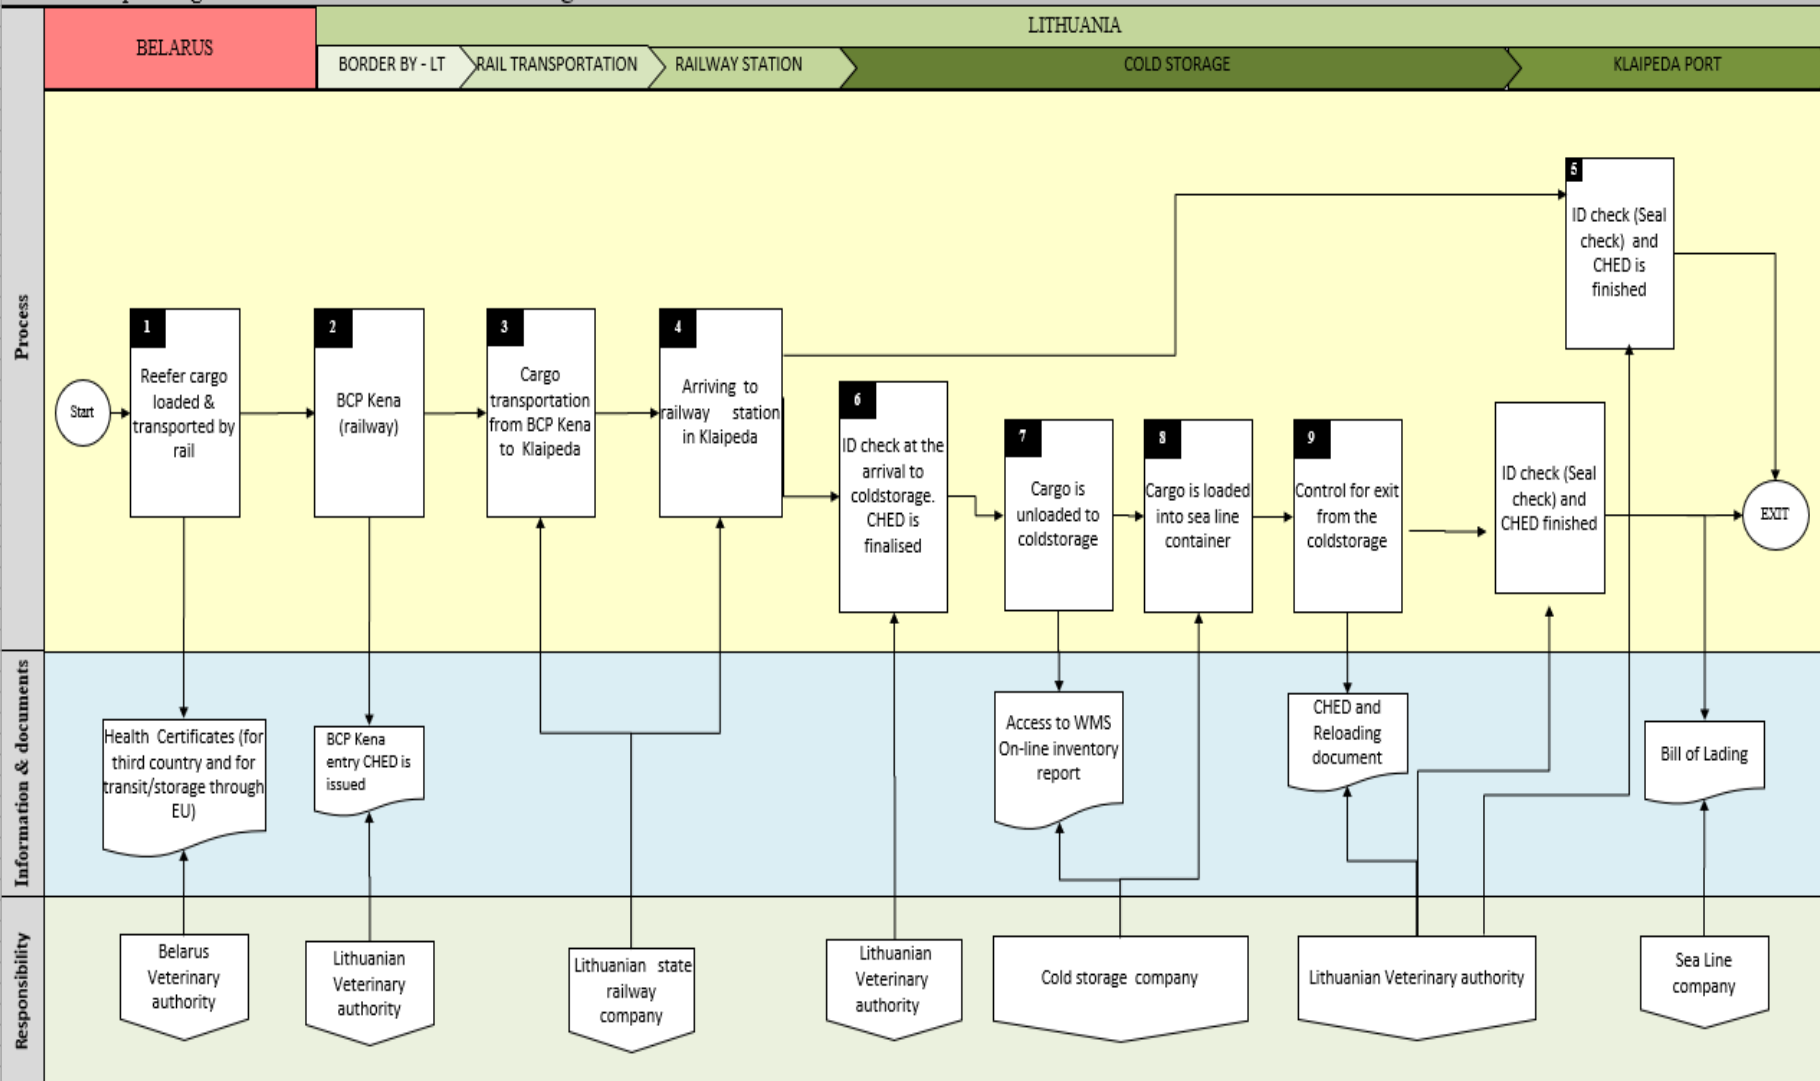 LITHUANIA
BELARUS
BORDER BY - LT
RAIL TRANSPORTATION
RAILWAY STATION
COLD STORAGE
KLAIPEDA PORT
Process
Start
1
Reefer cargo
loaded &
transported by
rail
2
BCP Kena
(railway)
3
Cargo
transportation
from BCP Kena
to Klaipeda
4
Arriving to
railway station
in Klaipeda
5
ID check (Seal
check) and
CHED is
finished
6
ID check at the
arrival to
coldstorage.
CHED is
finalised
7
Cargo is
unloaded to
coldstorage
8
Cargo is loaded
into sea line
container
9
Control for exit
from the
coldstorage
ID check (Seal
check) and
CHED finished
EXIT
Information & documents
Health Certificates (for
third country and for
transit/storage through
EU)
BCP Kena
entry CHED is
issued
Access to WMS
On-line inventory
report
CHED and
Reloading
document
Bill of Lading
Responsibility
Belarus
Veterinary
authority
Lithuanian
Veterinary
authority
Lithuanian state
railway
company
Lithuanian
Veterinary
authority
Cold storage company
Lithuanian Veterinary authority
Sea Line
company